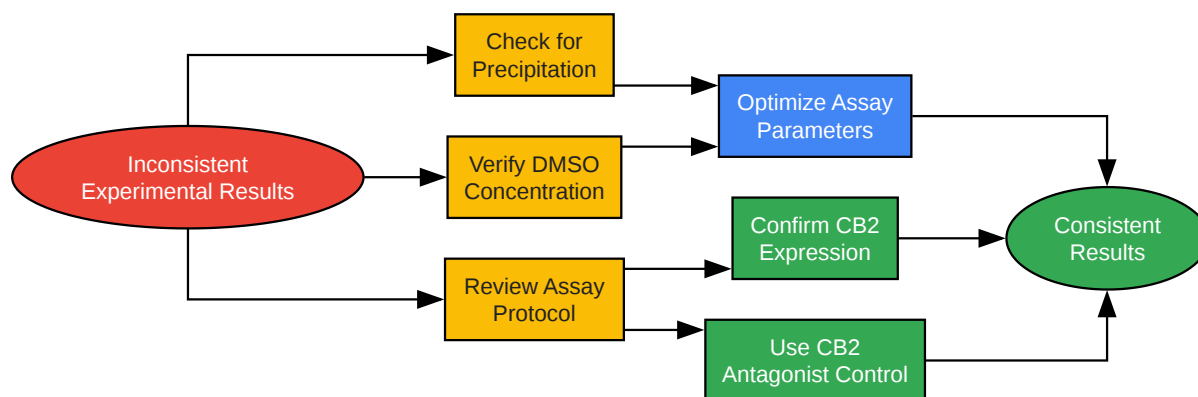 Inconsistent
Experimental Results
Check for
Precipitation
Verify DMSO
Concentration
Review Assay
Protocol
Optimize Assay
Parameters
Confirm CB2
Expression
Use CB2
Antagonist Control
Consistent
Results